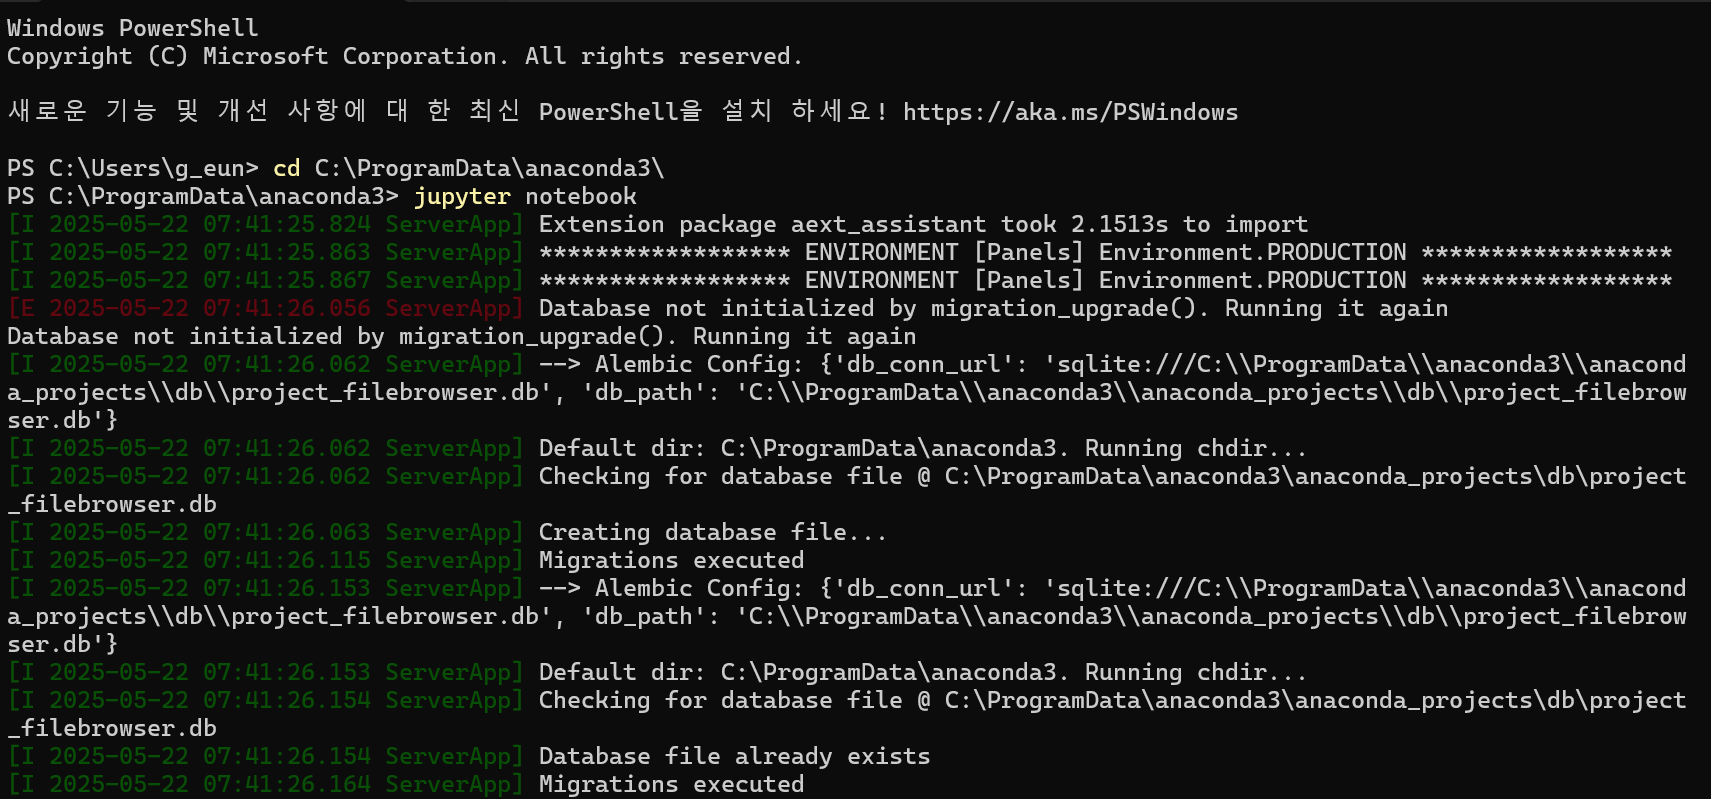 Windows PowerShell
Copyright (C) Microsoft Corporation. All rights reserved.
새로운 기능 및 개선 사항에 대 한 최신 PowerShell을 설치 하세요! https://aka.ms/PSWindows
PS C:\Users\g_eun> cd C:\ProgramData\anaconda3\
PS C:\ProgramData\anaconda3> jupyter notebook
[I 2025-05-22 07:41:25.824 ServerApp] Extension package aext_assistant took 2.1513s to import
[I 2025-05-22 07:41:25.863 ServerApp] ****************** ENVIRONMENT [Panels] Environment.PRODUCTION ******************
[I 2025-05-22 07:41:25.867 ServerApp] ****************** ENVIRONMENT [Panels] Environment.PRODUCTION ******************
[E 2025-05-22 07:41:26.056 ServerApp] Database not initialized by migration_upgrade(). Running it again
Database not initialized by migration_upgrade(). Running it again
[I 2025-05-22 07:41:26.062 ServerApp] --> Alembic Config: {'db_conn_url': 'sqlite:///C:\\ProgramData\\anaconda3\\anacond
a_projects\\db\\project_filebrowser.db', 'db_path': 'C:\\ProgramData\\anaconda3\\anaconda_projects\\db\\project_filebrow
ser.db'}
[I 2025-05-22 07:41:26.062 ServerApp] Default dir: C:\ProgramData\anaconda3. Running chdir...
[I 2025-05-22 07:41:26.062 ServerApp] Checking for database file @ C:\ProgramData\anaconda3\anaconda_projects\db\project
_filebrowser.db
[I 2025-05-22 07:41:26.063 ServerApp] Creating database file...
[I 2025-05-22 07:41:26.115 ServerApp] Migrations executed
[I 2025-05-22 07:41:26.153 ServerApp] --> Alembic Config: {'db_conn_url': 'sqlite:///C:\\ProgramData\\anaconda3\\anacond
a_projects\\db\\project_filebrowser.db', 'db_path': 'C:\\ProgramData\\anaconda3\\anaconda_projects\\db\\project_filebrow
ser.db'}
[I 2025-05-22 07:41:26.153 ServerApp] Default dir: C:\ProgramData\anaconda3. Running chdir...
[I 2025-05-22 07:41:26.154 ServerApp] Checking for database file @ C:\ProgramData\anaconda3\anaconda_projects\db\project
_filebrowser.db
[I 2025-05-22 07:41:26.154 ServerApp] Database file already exists
[I 2025-05-22 07:41:26.164 ServerApp] Migrations executed